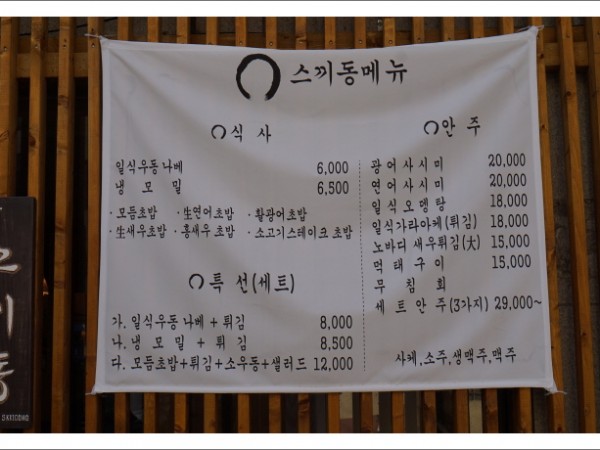 스끼동메뉴
식 사
일식우동나베 6,000
냉 모 밀 6,500
·모듬초밥 ·생연어초밥 ·활광어초밥
·생새우초밥 ·홍새우 초밥 ·소고기스테이크 초밥
특 선(세트)
가. 일식우동 나베 + 튀김 8,000
나. 냉 모 밀 + 튀 김 8,500
다. 모듬초밥+튀김+소우동+샐러드 12,000
안 주
광어사시미 20,000
연어사시미 20,000
일식오뎅탕 18,000
일식가라아케(튀김) 18,000
노바다 새우튀김(大) 15,000
먹태구이 15,000
무 침 회
세트안주(3가지) 29,000~
사케,소주,생맥주,맥주
스끼동